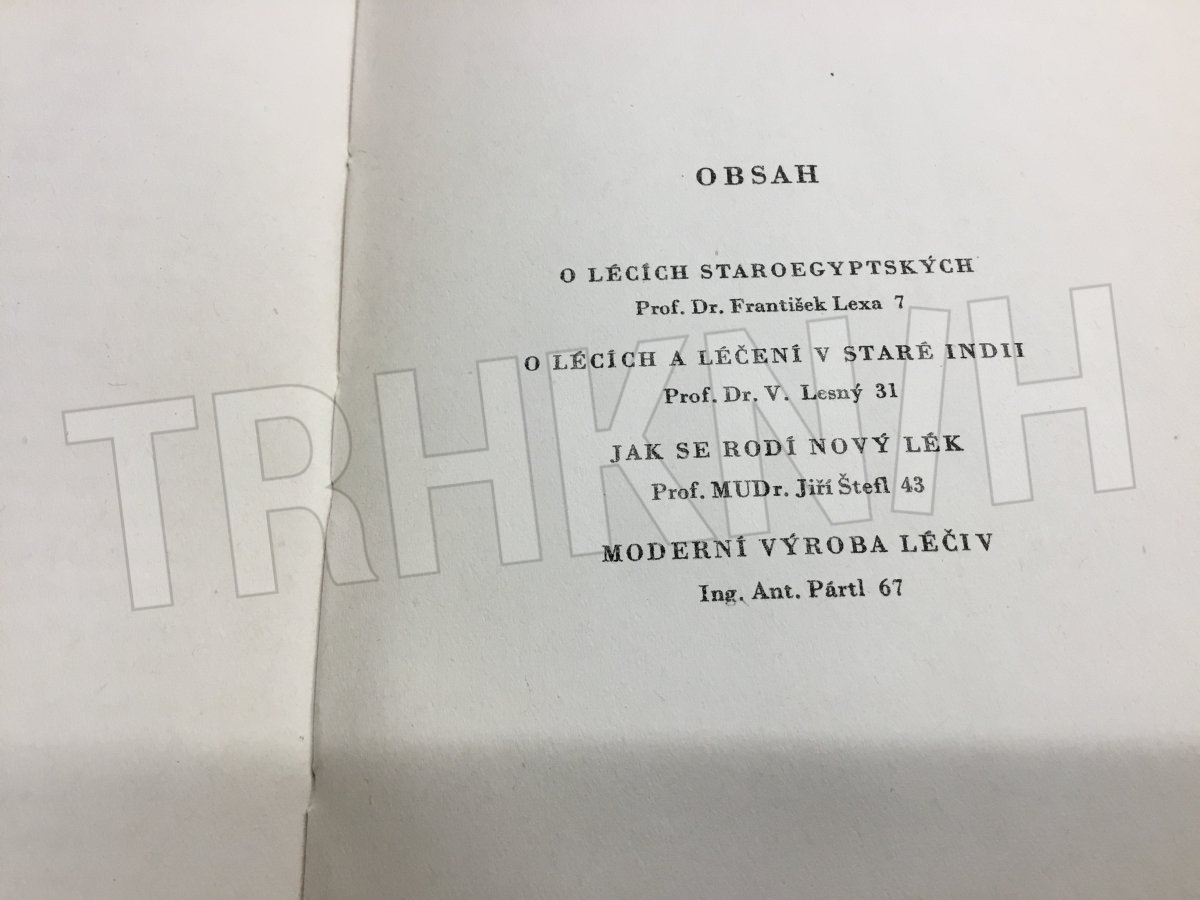 OBSAH
O LÉCÍCH STAROEGYPTSKÝCH
Prof. Dr. František Lexa 7
O LÉCÍCH A LÉČENÍ V STARÉ INDII
Prof. Dr. V. Lesný 31
JAK SE RODÍ NOVÝ LÉK
Prof. MUDr. Jiří Štefl 43
MODERNÍ VÝROBA LÉČIV
Ing. Ant. Pártl 67
TRHKNIH